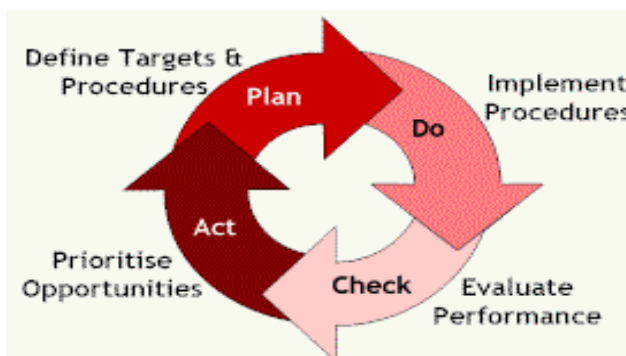 Define Targets &
Procedures
Plan
Do
Implement
Procedures
Act
Check
Prioritise
Opportunities
Evaluate
Performance